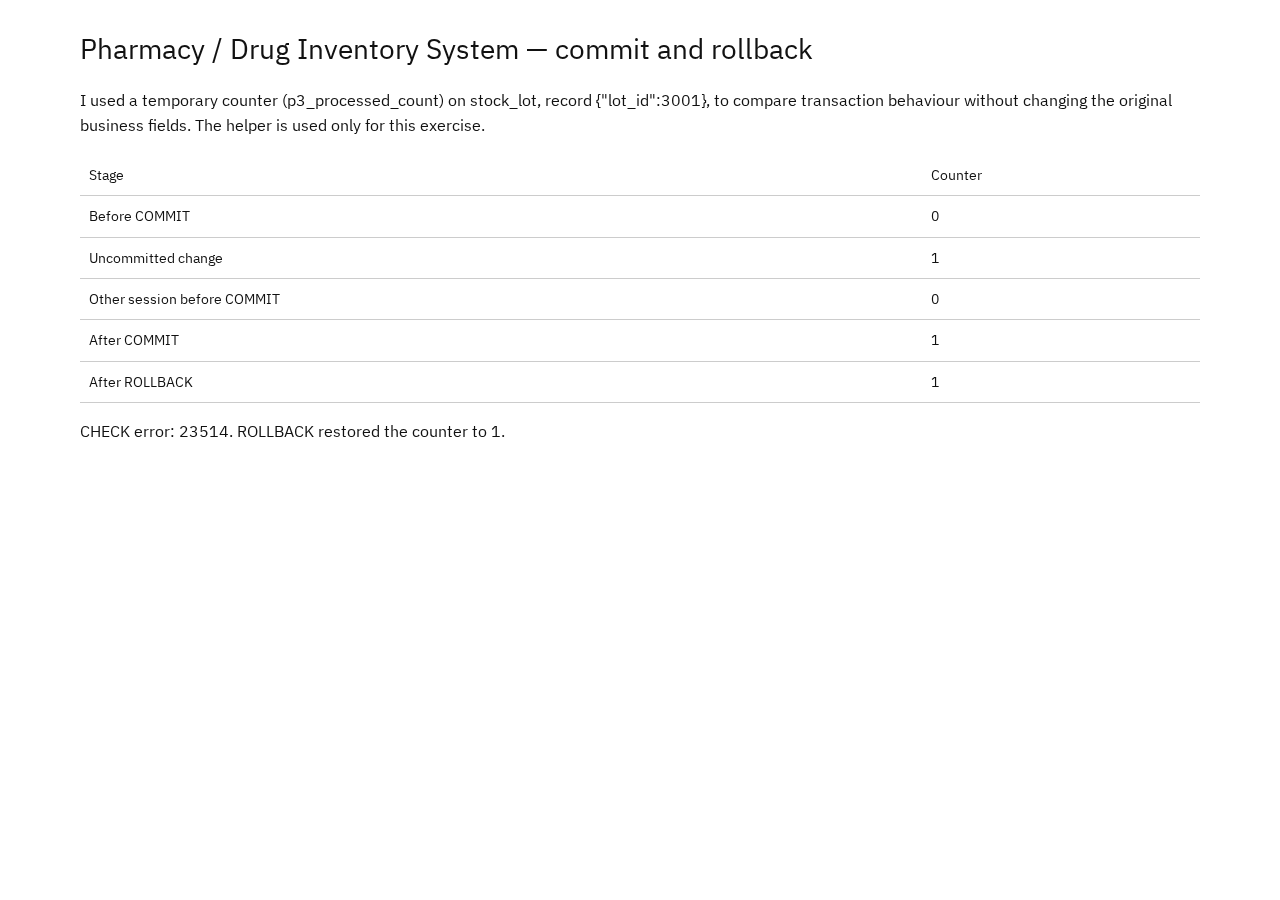 Pharmacy / Drug Inventory System — commit and rollback
I used a temporary counter (p3_processed_count) on stock_lot, record {"lot_id":3001}, to compare transaction behaviour without changing the original
business fields. The helper is used only for this exercise.
Stage Counter
Before COMMIT 0
Uncommitted change 1
Other session before COMMIT 0
After COMMIT 1
After ROLLBACK 1
CHECK error: 23514. ROLLBACK restored the counter to 1.